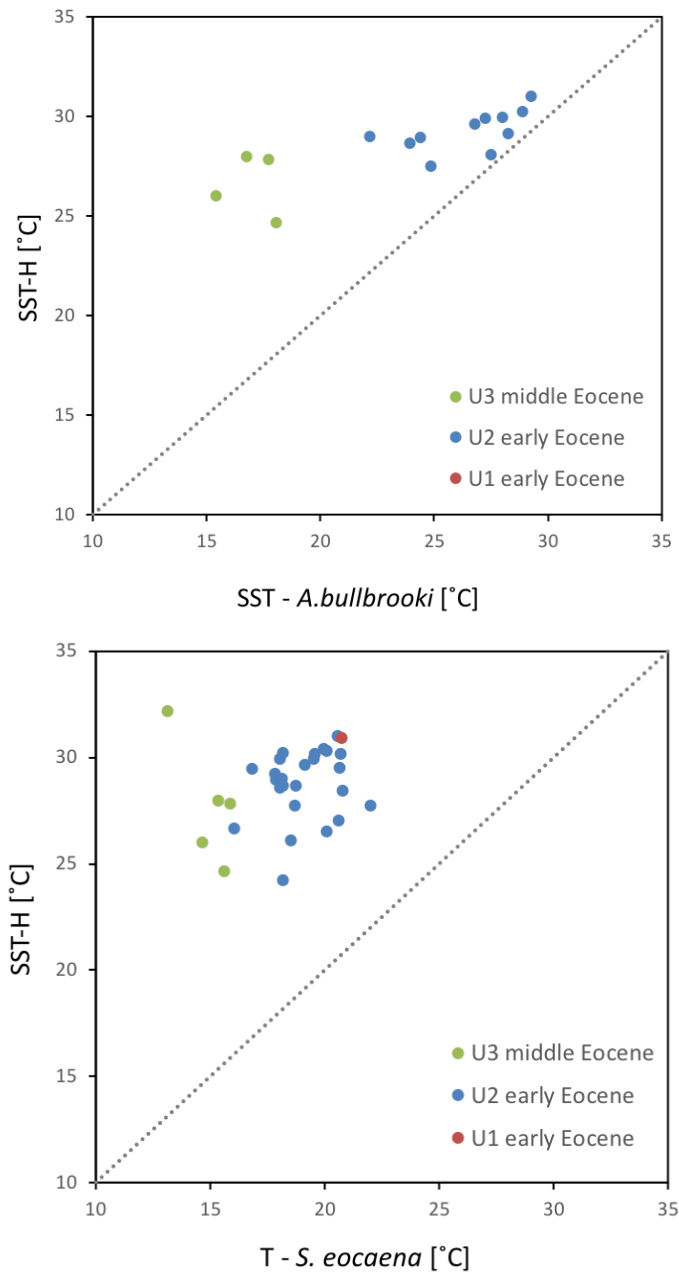 35
30
25
20
15
10
SST-H [˚C]
U3 middle Eocene
U2 early Eocene
U1 early Eocene
10 15 20 25 30 35
SST - A.bullbrooki [˚C]
35
30
25
20
15
10
SST-H [˚C]
U3 middle Eocene
U2 early Eocene
U1 early Eocene
10 15 20 25 30 35
T - S. eocaena [˚C]